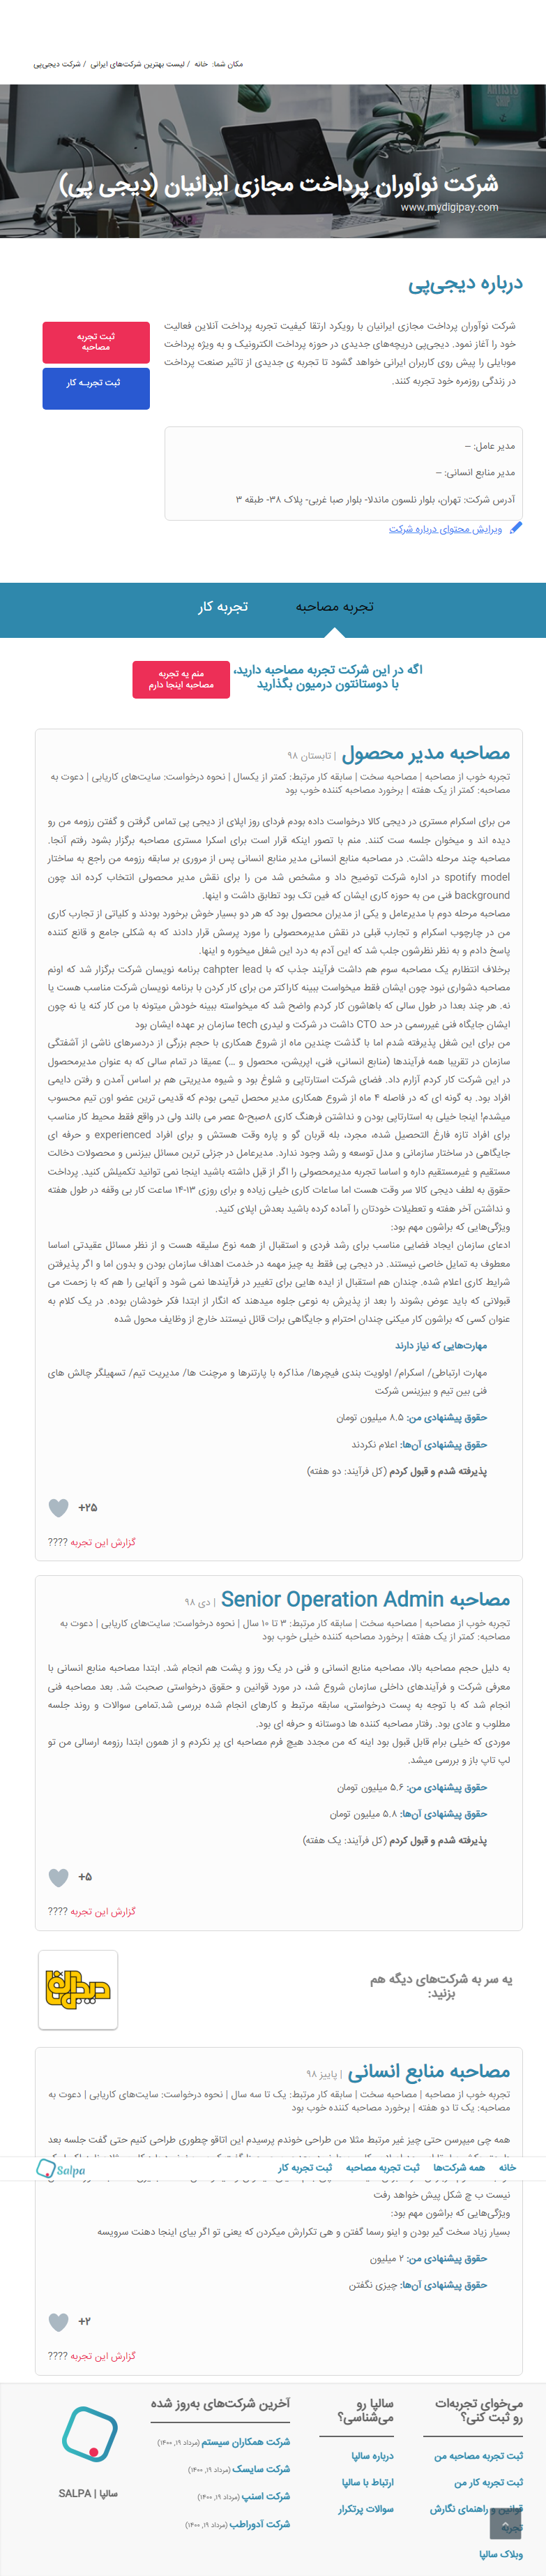 مکان شما: خانه / لیست بهترین شرکت‌های ایرانی / شرکت دیجی‌پی
ARTISTS
SHOP
شرکت نوآوران پرداخت مجازی ایرانیان (دیجی پی)
www.mydigipay.com
درباره دیجی‌پی
شرکت نوآوران پرداخت مجازی ایرانیان با رویکرد ارتقا کیفیت تجربه پرداخت آنلاین فعالیت
خود را آغاز نمود. دیجی‌پی دریچه‌های جدیدی در حوزه پرداخت الکترونیک و به ویژه پرداخت
موبایلی را پیش روی کاربران ایرانی خواهد گشود تا تجربه ی جدیدی از تاثیر صنعت پرداخت
در زندگی روزمره خود تجربه کنند.
ثبت تجربه
مصاحبه
ثبت تجربـه کار
مدیر عامل: –
مدیر منابع انسانی: –
آدرس شرکت: تهران، بلوار نلسون ماندلا- بلوار صبا غربی- پلاک ۳۸- طبقه ۳
ویرایش محتوای درباره شرکت
تجربه مصاحبه
تجربه کار
اگه در این شرکت تجربه مصاحبه دارید،
با دوستانتون درمیون بگذارید
منم یه تجربه
مصاحبه اینجا دارم
مصاحبه مدیر محصول | تابستان ۹۸
تجربه خوب از مصاحبه | مصاحبه سخت | سابقه کار مرتبط: کمتر از یکسال | نحوه درخواست: سایت‌های کاریابی | دعوت به
مصاحبه: کمتر از یک هفته | برخورد مصاحبه کننده خوب بود
من برای اسکرام مستری در دیجی کالا درخواست داده بودم فردای روز اپلای از دیجی پی تماس گرفتن و گفتن رزومه من رو
دیده اند و میخوان جلسه ست کنند. منم با تصور اینکه قرار است برای اسکرا مستری مصاحبه برگزار بشود رفتم آنجا.
مصاحبه چند مرحله داشت. در مصاحبه منابع انسانی مدیر منابع انسانی پس از مروری بر سابقه رزومه من راجع به ساختار
spotify model در اداره شرکت توضیح داد و مشخص شد من را برای نقش مدیر محصولی انتخاب کرده اند چون
background فنی من به حوزه کاری ایشان که فین تک بود تطابق داشت و اینها.
مصاحبه مرحله دوم با مدیرعامل و یکی از مدیران محصول بود که هر دو بسیار خوش برخورد بودند و کلیاتی از تجارب کاری
من در چارچوب اسکرام و تجارب قبلی در نقش مدیرمحصولی را مورد پرسش قرار دادند که به شکلی جامع و قانع کننده
پاسخ دادم و به نظر نظرشون جلب شد که این آدم به درد این شغل میخوره و اینها.
برخلاف انتظارم یک مصاحبه سوم هم داشت فرآیند جذب که با cahpter lead برنامه نویسان شرکت برگزار شد که اونم
مصاحبه دشواری نبود چون ایشان فقط میخواست ببینه کاراکتر من برای کار کردن با برنامه نویسان شرکت مناسب هست یا
نه. هر چند بعدا در طول سالی که باهاشون کار کردم واضح شد که میخواسته ببینه خودش میتونه با من کار کنه یا نه چون
ایشان جایگاه فنی غیررسمی در حد CTO داشت در شرکت و لیدری tech سازمان بر عهده ایشان بود
من برای این شغل پذیرفته شدم اما با گذشت چندین ماه از شروع همکاری با حجم بزرگی از دردسرهای ناشی از آشفتگی
سازمان در تقریبا همه فرآیندها (منابع انسانی، فنی، اپریشن، محصول و …) عمیقا در تمام سالی که به عنوان مدیرمحصول
در این شرکت کار کردم آزارم داد. فضای شرکت استارتاپی و شلوغ بود و شیوه مدیریتی هم بر اساس آمدن و رفتن دایمی
افراد بود. به گونه ای که در فاصله ۴ ماه از شروع همکاری مدیر محصل تیمی بودم که قدیمی ترین عضو اون تیم محسوب
میشدم! اینجا خیلی به استارتاپی بودن و نداشتن فرهنگ کاری ۸صبح-۵ عصر می بالند ولی در واقع فقط محیط کار مناسب
برای افراد تازه فارغ التحصیل شده، مجرد، بله قربان گو و پاره وقت هستش و برای افراد experienced و حرفه ای
جایگاهی در ساختار سازمانی و مدل توسعه و رشد وجود ندارد. مدیرعامل در جزئی ترین مسائل بیزنس و محصولات دخالت
مستقیم و غیرمستقیم داره و اساسا تجربه مدیرمحصولی را اگر از قبل داشته باشید اینجا نمی توانید تکمیلش کنید. پرداخت
حقوق به لطف دیجی کالا سر وقت هست اما ساعات کاری خیلی زیاده و برای روزی ۱۳-۱۴ ساعت کار بی وقفه در طول هفته
و نداشتن آخر هفته و تعطیلات خودتان را آماده کرده باشید بعدش اپلای کنید.
ویژگی‌هایی که براشون مهم بود:
ادعای سازمان ایجاد فضایی مناسب برای رشد فردی و استقبال از همه نوع سلیقه هست و از نظر مسائل عقیدتی اساسا
معطوف به تمایل خاصی نیستند. در دیجی پی فقط یه چیز مهمه در خدمت اهداف سازمان بودن و بدون اما و اگر پذیرفتن
شرایط کاری اعلام شده. چندان هم استقبال از ایده هایی برای تغییر در فرآیندها نمی شود و آنهایی را هم که با زحمت می
قبولانی که باید عوض بشوند را بعد از پذیرش به نوعی جلوه میدهند که انگار از ابتدا فکر خودشان بوده. در یک کلام به
عنوان کسی که براشون کار میکنی چندان احترام و جایگاهی برات قائل نیستند خارج از وظایف محول شده
مهارت‌هایی که نیاز دارند
مهارت ارتباطی/ اسکرام/ اولویت بندی فیچرها/ مذاکره با پارتنرها و مرچنت ها/ مدیریت تیم/ تسهیلگر چالش های
فنی بین تیم و بیزینس شرکت
حقوق پیشنهادی من: ۸.۵ میلیون تومان
حقوق پیشنهادی آن‌ها: اعلام نکردند
پذیرفته شدم و قبول کردم (کل فرآیند: دو هفته)
+۲۵
گزارش این تجربه ????
مصاحبه Senior Operation Admin | دی ۹۸
تجربه خوب از مصاحبه | مصاحبه سخت | سابقه کار مرتبط: ۳ تا ۱۰ سال | نحوه درخواست: سایت‌های کاریابی | دعوت به
مصاحبه: کمتر از یک هفته | برخورد مصاحبه کننده خیلی خوب بود
به دلیل حجم مصاحبه بالا، مصاحبه منابع انسانی و فنی در یک روز و پشت هم انجام شد. ابتدا مصاحبه منابع انسانی با
معرفی شرکت و فرآیندهای داخلی سازمان شروع شد، در مورد قوانین و حقوق درخواستی صحبت شد. بعد مصاحبه فنی
انجام شد که با توجه به پست درخواستی، سابقه مرتبط و کارهای انجام شده بررسی شد.تمامی سوالات و روند جلسه
مطلوب و عادی بود. رفتار مصاحبه کننده ها دوستانه و حرفه ای بود.
موردی که خیلی برام قابل قبول بود اینه که من مجدد هیچ فرم مصاحبه ای پر نکردم و از همون ابتدا رزومه ارسالی من تو
لپ تاپ باز و بررسی میشد.
حقوق پیشنهادی من: ۵.۶ میلیون تومان
حقوق پیشنهادی آن‌ها: ۵.۸ میلیون تومان
پذیرفته شدم و قبول کردم (کل فرآیند: یک هفته)
+۵
گزارش این تجربه ????
یه سر به شرکت‌های دیگه هم
بزنید:
مصاحبه منابع انسانی | پاییز ۹۸
تجربه خوب از مصاحبه | مصاحبه سخت | سابقه کار مرتبط: یک تا سه سال | نحوه درخواست: سایت‌های کاریابی | دعوت به
مصاحبه: یک تا دو هفته | برخورد مصاحبه کننده خوب بود
همه چی میپرسن حتی چیز غیر مرتبط مثلا من طراحی خوندم پرسیدم این اتاقو چطوری طراحی کنیم حتی گفت جلسه بعد
خانه
همه شرکت‌ها
ثبت تجربه مصاحبه
ثبت تجربه کار
Salpa
نیست ب چ شکل پیش خواهد رفت
ویژگی‌هایی که براشون مهم بود:
بسیار زیاد سخت گیر بودن و اینو رسما گفتن و هی تکرارش میکردن که یعنی تو اگر بیای اینجا دهنت سرویسه
حقوق پیشنهادی من: ۲ میلیون
حقوق پیشنهادی آن‌ها: چیزی نگفتن
+۲
گزارش این تجربه ????
می‌خوای تجربه‌ات
رو ثبت کنی؟
ثبت تجربه مصاحبه من
ثبت تجربه کار من
قوانین و راهنمای نگارش
تجربه
وبلاگ سالپا
سالپا رو
می‌شناسی؟
درباره سالپا
ارتباط با سالپا
سوالات پرتکرار
آخرین شرکت‌های به‌روز شده
شرکت همکاران سیستم (مرداد ۱۹, ۱۴۰۰)
شرکت سایسک (مرداد ۱۹, ۱۴۰۰)
شرکت اسنپ (مرداد ۱۹, ۱۴۰۰)
شرکت آدوراطب (مرداد ۱۹, ۱۴۰۰)
سالپا | SALPA